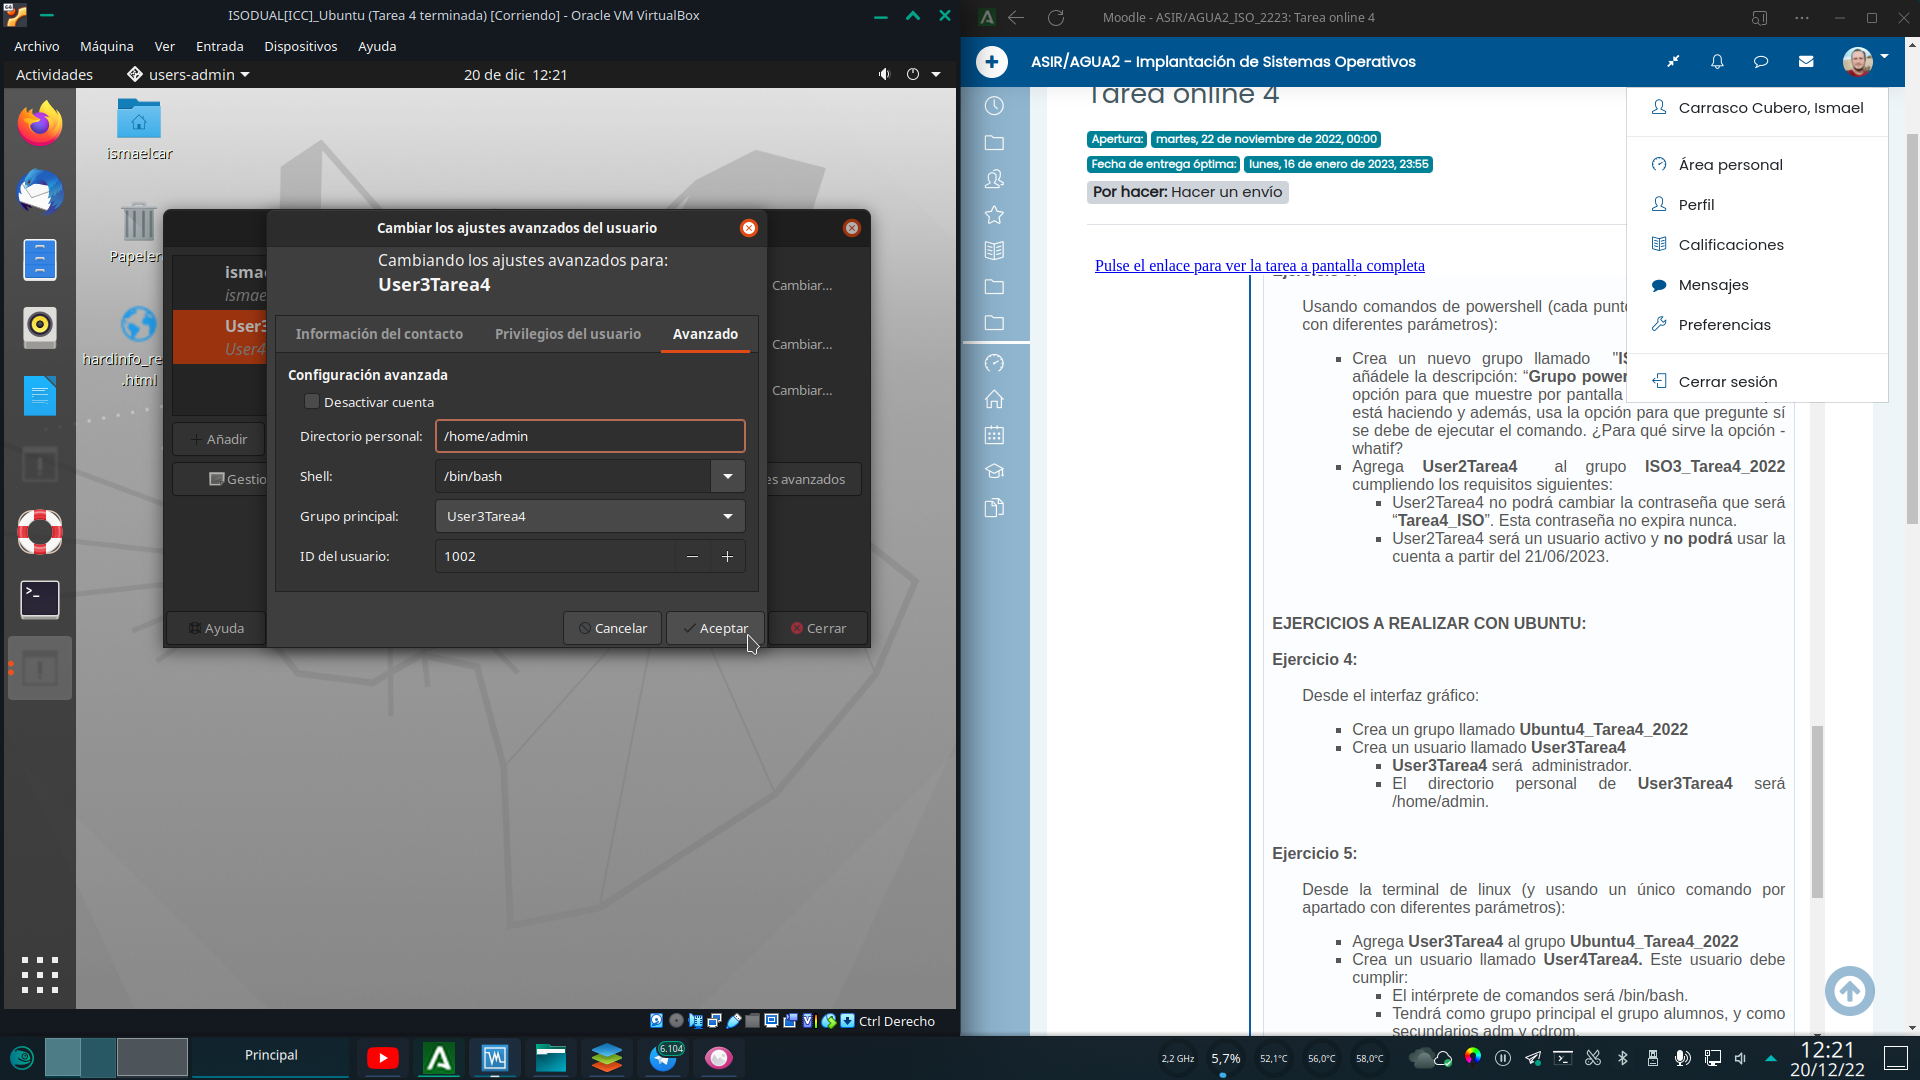 ISODUAL[ICC]_Ubuntu (Tarea 4 terminada) [Corriendo] - Oracle VM VirtualBox
Archivo Máquina Ver Entrada Dispositivos Ayuda
Actividades users-admin 20 de dic 12:21
ismaelcar
Papeler
hardinfo_re
.html
Cambiar los ajustes avanzados del usuario
Cambiando los ajustes avanzados para:
User3Tarea4
isma
ismae
User3
User4
Cambiar...
Cambiar...
Cambiar...
Añadir
Gestio
es avanzados
Información del contacto Privilegios del usuario Avanzado
Configuración avanzada
Desactivar cuenta
Directorio personal: /home/admin
Shell: /bin/bash
Grupo principal: User3Tarea4
ID del usuario: 1002
Ayuda Cancelar Aceptar Cerrar
Ctrl Derecho
Moodle - ASIR/AGUA2_ISO_2223: Tarea online 4
ASIR/AGUA2 - Implantación de Sistemas Operativos
Tarea online 4
Apertura: martes, 22 de noviembre de 2022, 00:00
Fecha de entrega óptima: lunes, 16 de enero de 2023, 23:55
Por hacer: Hacer un envío
Carrasco Cubero, Ismael
Área personal
Perfil
Calificaciones
Mensajes
Preferencias
Cerrar sesión
Pulse el enlace para ver la tarea a pantalla completa
Usando comandos de powershell (cada punto
con diferentes parámetros):
Crea un nuevo grupo llamado "IS
añádele la descripción: “Grupo power
opción para que muestre por pantalla
está haciendo y además, usa la opción para que pregunte sí
se debe de ejecutar el comando. ¿Para qué sirve la opción -
whatif?
Agrega User2Tarea4 al grupo ISO3_Tarea4_2022
cumpliendo los requisitos siguientes:
User2Tarea4 no podrá cambiar la contraseña que será
“Tarea4_ISO”. Esta contraseña no expira nunca.
User2Tarea4 será un usuario activo y no podrá usar la
cuenta a partir del 21/06/2023.
EJERCICIOS A REALIZAR CON UBUNTU:
Ejercicio 4:
Desde el interfaz gráfico:
Crea un grupo llamado Ubuntu4_Tarea4_2022
Crea un usuario llamado User3Tarea4
User3Tarea4 será administrador.
El directorio personal de User3Tarea4 será
/home/admin.
Ejercicio 5:
Desde la terminal de linux (y usando un único comando por
apartado con diferentes parámetros):
Agrega User3Tarea4 al grupo Ubuntu4_Tarea4_2022
Crea un usuario llamado User4Tarea4. Este usuario debe
cumplir:
El intérprete de comandos será /bin/bash.
Tendrá como grupo principal el grupo alumnos, y como
secundarios adm y cdrom.
Principal
6.104
2,2 GHz 5,7% 52,1°C 56,0°C 58,0°C
12:21
20/12/22